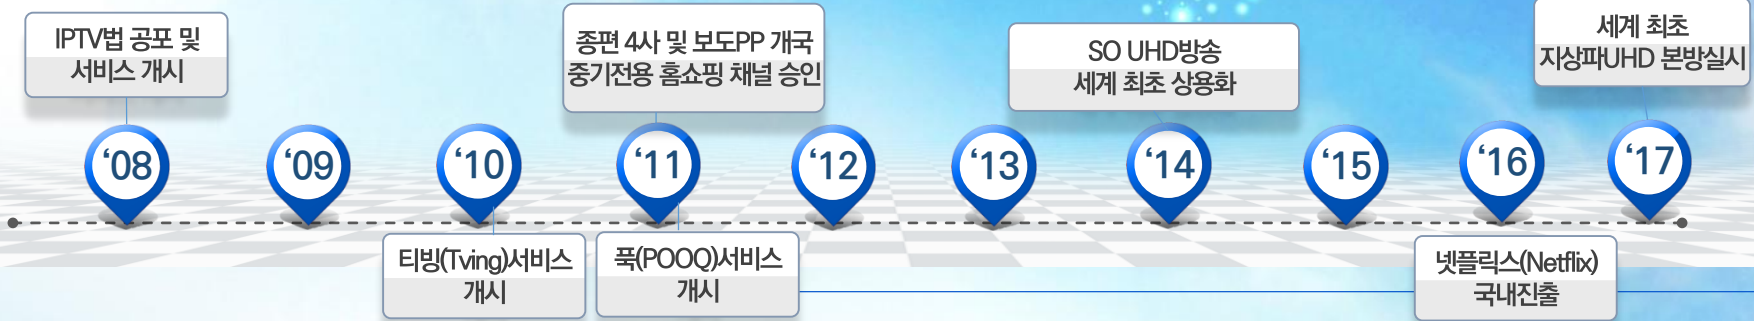 IPTV법 공포 및
서비스 개시
종편 4사 및 보도PP 개국
중기전용 홈쇼핑 채널 승인
SO UHD방송
세계 최초 상용화
세계 최초
지상파UHD 본방실시
‘08
‘09
‘10
‘11
‘12
‘13
‘14
‘15
‘16
‘17
티빙(Tving)서비스
개시
푹(POOQ)서비스
개시
넷플릭스(Netflix)
국내진출